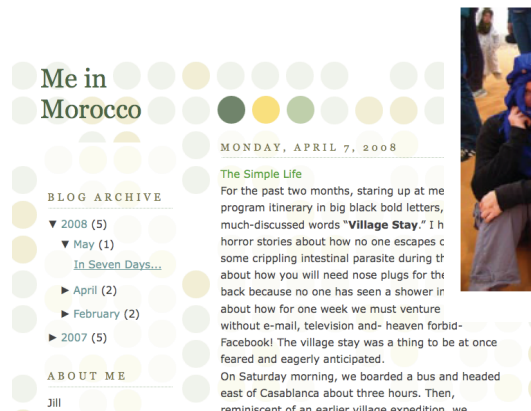 Me in
Morocco
MONDAY, APRIL 7, 2008
The Simple Life
For the past two months, staring up at me
program itinerary in big black bold letters,
much-discussed words "Village Stay." I h
horror stories about how no one escapes
some crippling intestinal parasite during
about how you will need nose plugs for the
back because no one has seen a shower in
about how for one week we must venture
without e-mail, television and- heaven forbid-
Facebook! The village stay was a thing to be at once
feared and eagerly anticipated.
On Saturday morning, we boarded a bus and headed
east of Casablanca about three hours. Then,
reminiscent of an earlier village expedition, we
BLOG ARCHIVE
▼ 2008 (5)
▼ May (1)
In Seven Days...
► April (2)
► February (2)
► 2007 (5)
ABOUT ME
Jill